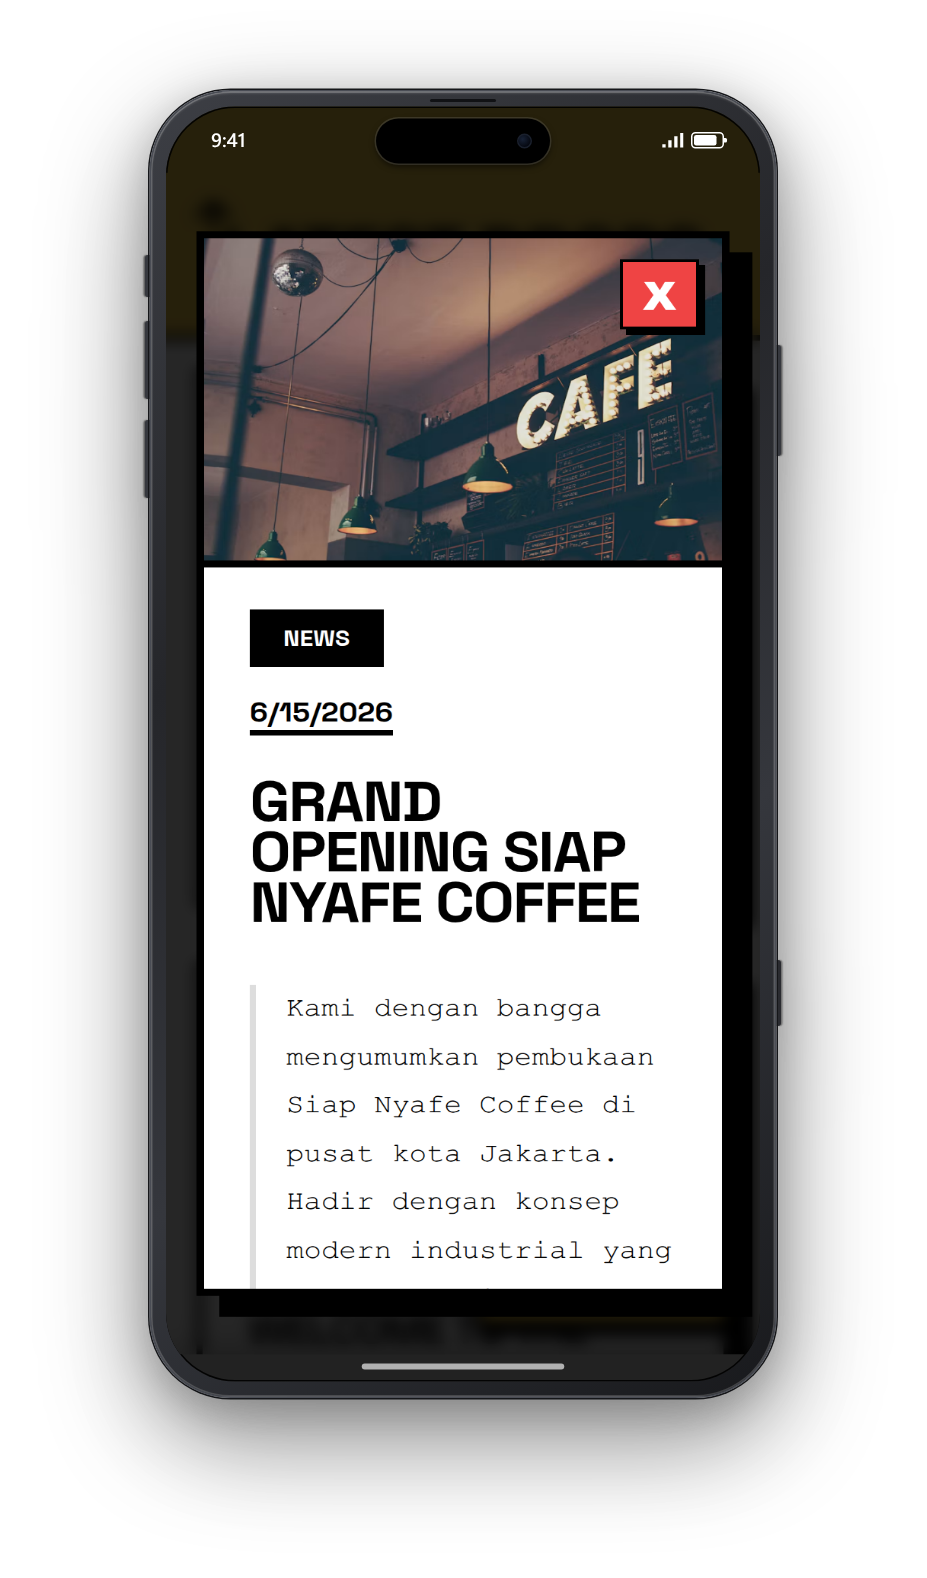 9:41
X
CAFE
NEWS
6/15/2026
GRAND
OPENING SIAP
NYAFE COFFEE
Kami dengan bangga
mengumumkan pembukaan
Siap Nyafe Coffee di
pusat kota Jakarta.
Hadir dengan konsep
modern industrial yang